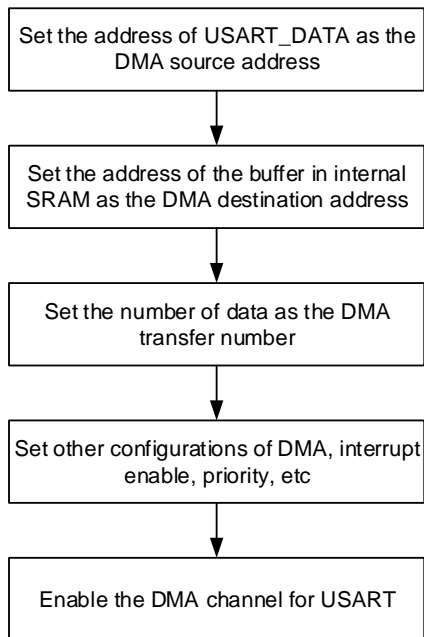 Set the address of USART_DATA as the
DMA source address
Set the address of the buffer in internal
SRAM as the DMA destination address
Set the number of data as the DMA
transfer number
Set other configurations of DMA, interrupt
enable, priority, etc
Enable the DMA channel for USART